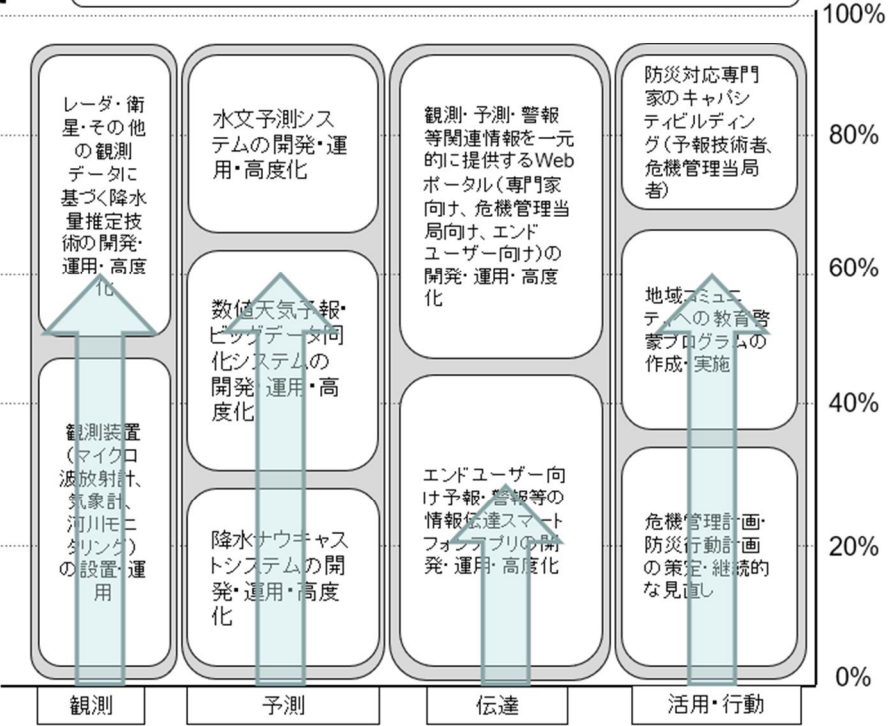 100%
レーダ・衛
星・その他
の観測
データに
基づく降水
量推定技
術の開発・
運用・高度
化
観測装置
(マイクロ
波放射計、
気象計、
河川モニ
タリング)
の設置・運
用
水文予測シス
テムの開発・運
用・高度化
数値天気予報・
ビッグデータ同
化システムの
開発・運用・高
度化
降水ナウキャス
トシステムの開
発・運用・高度
化
観測・予測・警報
等関連情報を一元
的に提供するWeb
ポータル(専門家
向け、危機管理当
局向け、エンド
ユーザー向け)の
開発・運用・高度
化
エンドユーザー向
け予報・警報等の
情報伝達スマート
フォンアプリの開
発・運用・高度化
防災対応専門
家のキャパシ
ティビルディン
グ(予報技術者、
危機管理当局
者)
地域コミュニ
ティへの教育啓
蒙プログラムの
作成・実施
危機管理計画・
防災行動計画
の策定・継続的
な見直し
80%
60%
40%
20%
0%
観測
予測
伝達
活用・行動